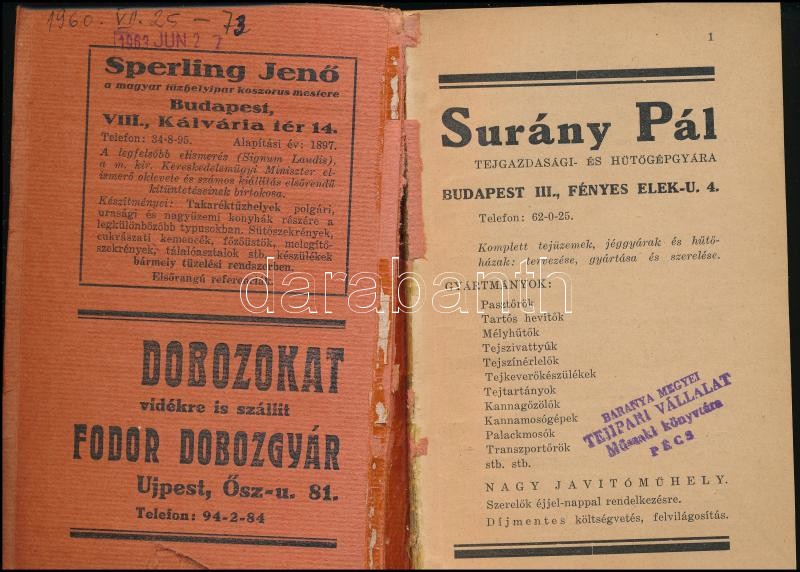 1960. VII. 25 - 73
1963 JUN 27
Sperling Jenő
a magyar tűzhelyipar koszorus mestere
Budapest,
VIII., Kálvária tér 14.
Telefon: 34-8-95. Alapítási év: 1897.
A legfelsőbb elismerés (Signum Laudis),
a m. kir. Kereskedelemügyi Miniszter el-
ismerő oklevele és számos kiállítás elsőrendű
kitüntetéseinek birtokosa.
Készítményei: Takaréktűzhelyek polgári,
urasági és nagyüzemi konyhák részére a
legkülönbözőbb typusokban. Sütőszekrények,
cukrászati kemencék, főzőüstök, melegítő-
szekrények, tálalóasztalok stb. készülékek
bármely tüzelési rendszerben.
Elsőrangú referenciák.
DOBOZOKAT
vidékre is szállít
FODOR DOBOZGYÁR
Ujpest, Ősz-u. 81.
Telefon: 94-2-84
1
Surány Pál
TEJGAZDASÁGI- ÉS HŰTŐGÉPGYÁRA
BUDAPEST III., FÉNYES ELEK-U. 4.
Telefon: 62-0-25.
Komplett tejüzemek, jéggyárak és hűtő-
házak: tervezése, gyártása és szerelése.
GYÁRTMÁNYOK:
Pasztőrök
Tartós hevítők
Mélyhűtők
Tejszivattyúk
Tejszínérlelők
Tejkeverőkészülékek
Tejtartányok
Kannagőzölők
Kannamosógépek
Palackmosók
Transzportőrök
stb. stb.
BARANYA MEGYEI
TEJIPARI VÁLLALAT
Műszaki könyvtára
PÉCS
NAGY JAVITÓMŰHELY.
Szerelők éjjel-nappal rendelkezésre.
Díjmentes költségvetés, felvilágosítás.
darabanth